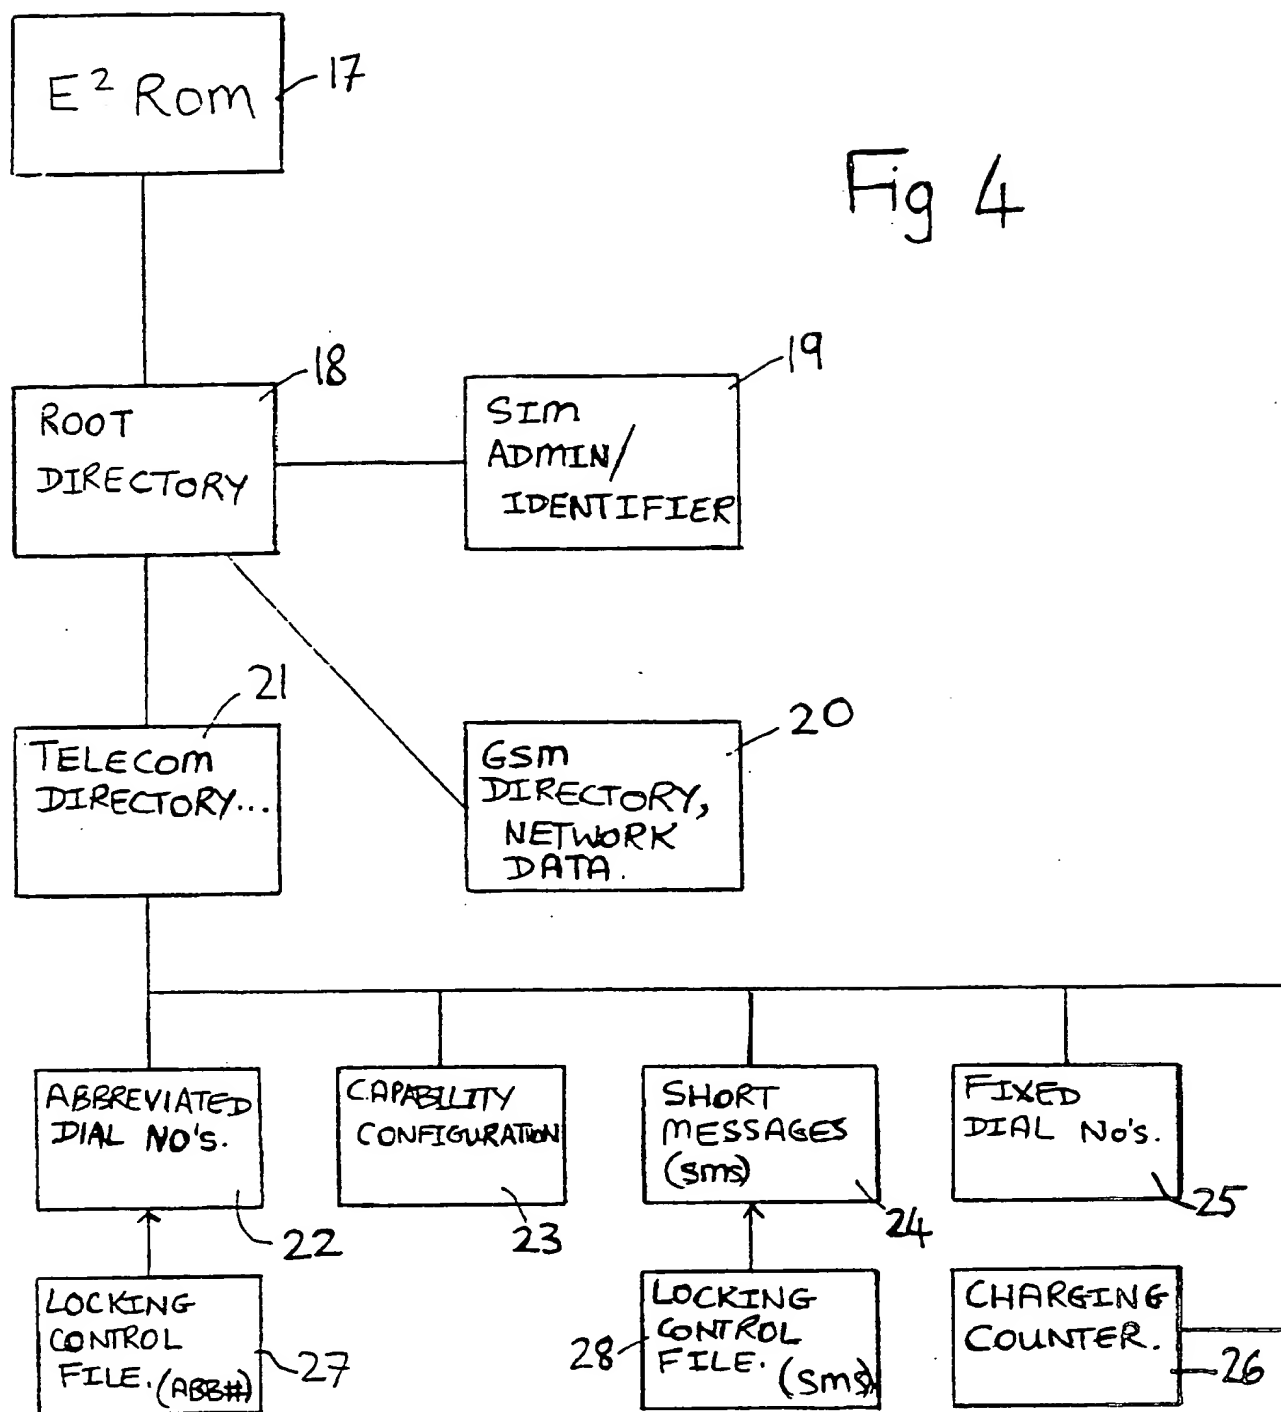 E² Rom
17
Fig 4
ROOT
DIRECTORY
18
SIM
ADMIN/
IDENTIFIER
19
TELECOM
DIRECTORY...
21
GSM
DIRECTORY,
NETWORK
DATA.
20
ABBREVIATED
DIAL NO's.
22
CAPABILITY
CONFIGURATION
23
SHORT
MESSAGES
(SMS)
24
FIXED
DIAL No's.
25
LOCKING
CONTROL
FILE. (ABB#)
27
LOCKING
CONTROL
FILE. (SMS)
28
CHARGING
COUNTER.
26